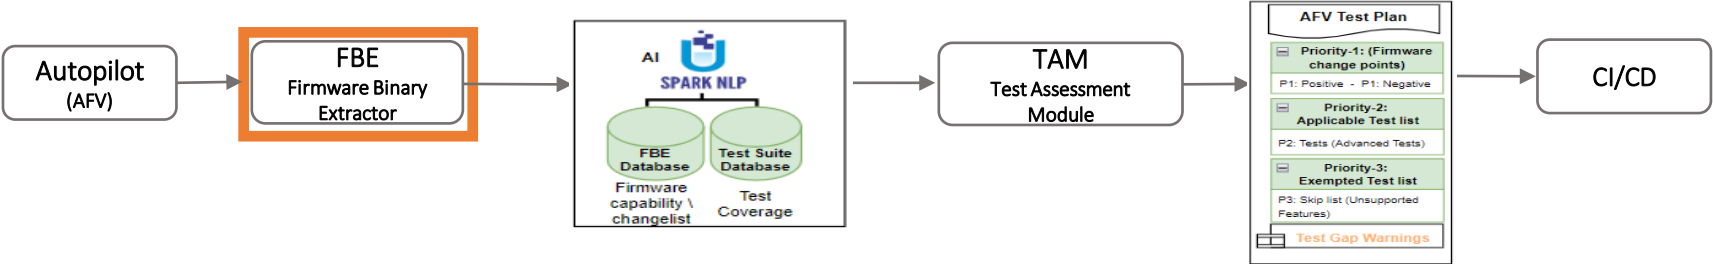 Autopilot
(AFV)
FBE
Firmware Binary
Extractor
AI
SPARK NLP
FBE
Database
Test Suite
Database
Firmware
capability \
changelist
Test
Coverage
TAM
Test Assessment
Module
AFV Test Plan
Priority-1: (Firmware
change points)
P1: Positive - P1: Negative
Priority-2:
Applicable Test list
P2: Tests (Advanced Tests)
Priority-3:
Exempted Test list
P3: Skip list (Unsupported
Features)
Test Gap Warnings
CI/CD